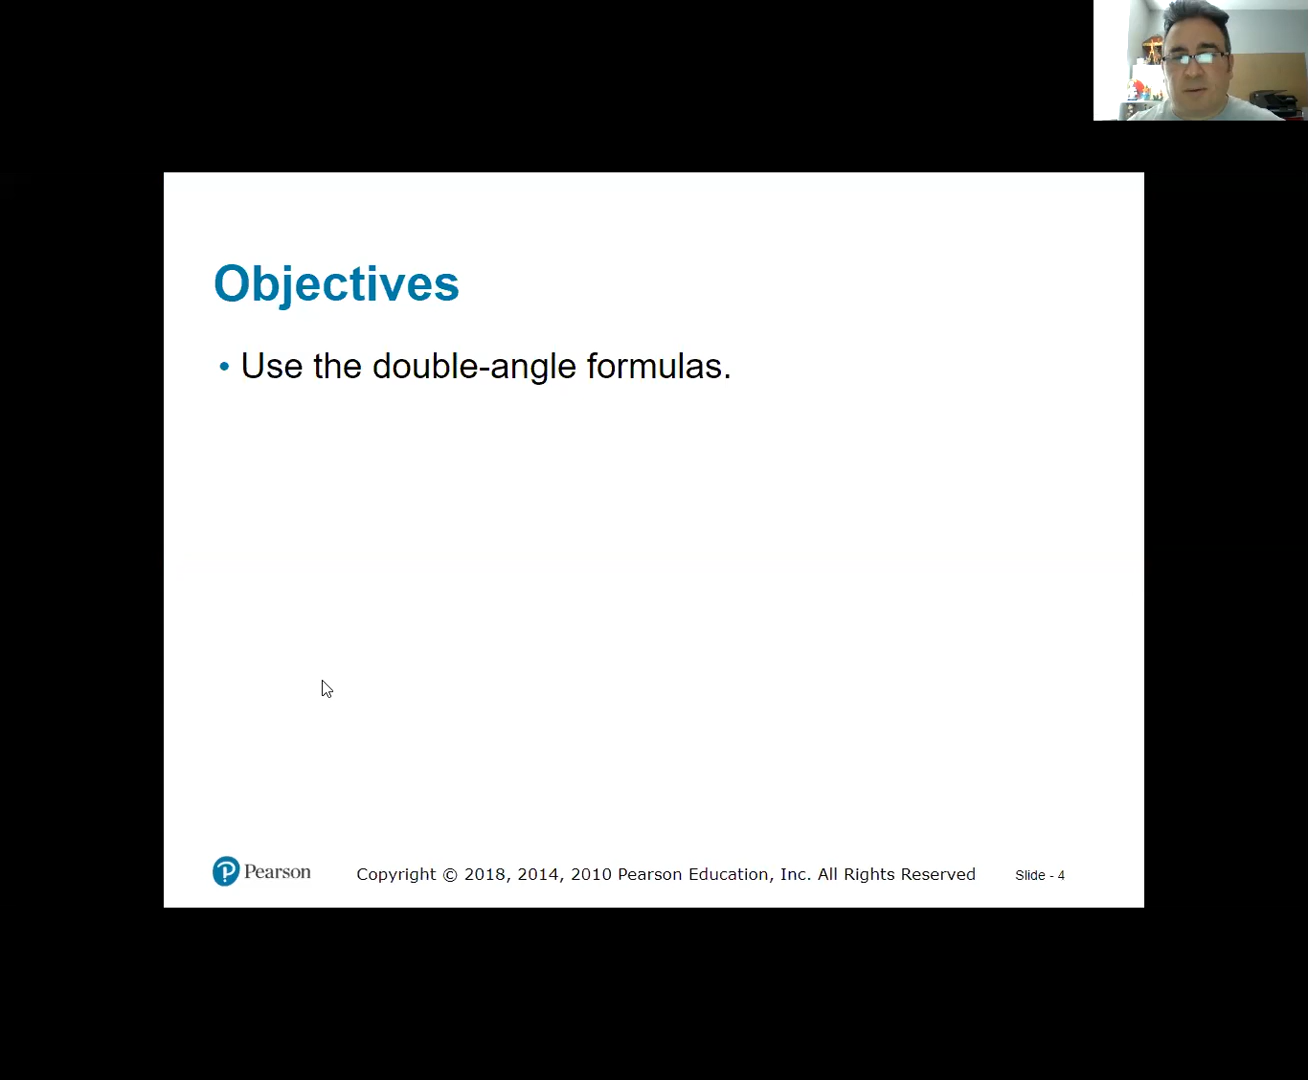 Objectives
• Use the double-angle formulas.
Pearson
Copyright © 2018, 2014, 2010 Pearson Education, Inc. All Rights Reserved
Slide - 4